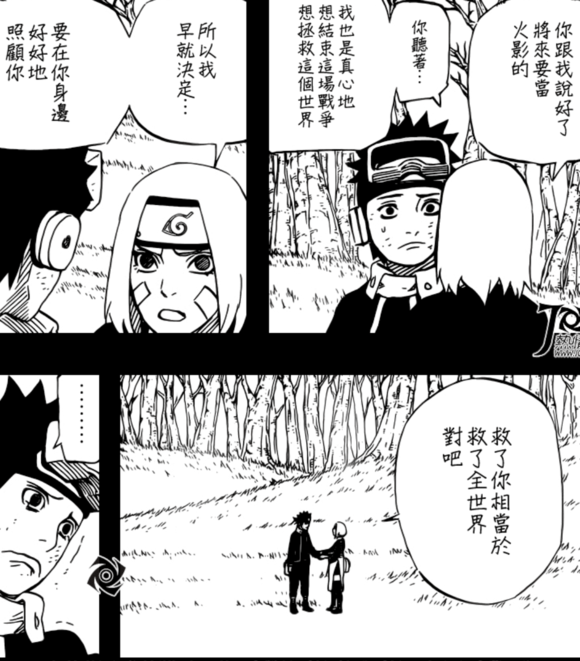 你跟我說好了
將來要當
火影的
你聽著…
我也是真心地
想結束這場戰爭
想拯救這個世界
所以我
早就決定…
要在你身邊
好好地
照顧你
救了你相當於
救了全世界
對吧
………